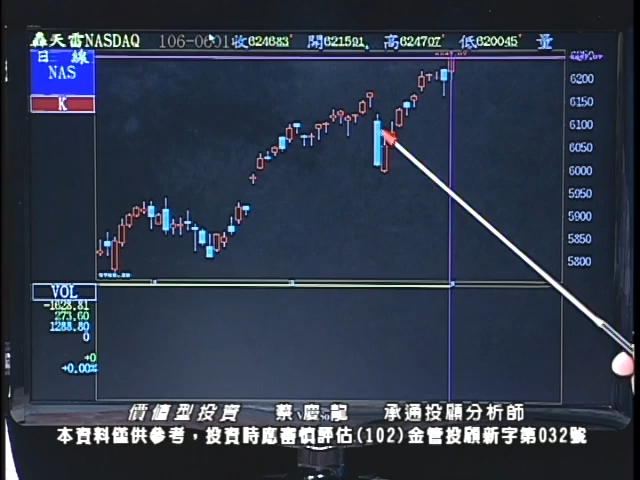 轟天雷NASDAQ 106-0601 收624683 開621591 高624707 低620045 量
日 線
NAS
K
6200
6150
6100
6050
6000
5950
5900
5850
5800
VOL
-1628.81
273.60
1288.80
0
+0
+0.00%
價值型投資 蔡慶龍 承通投顧分析師
本資料僅供參考，投資時應審慎評估(102)金管投顧新字第032號